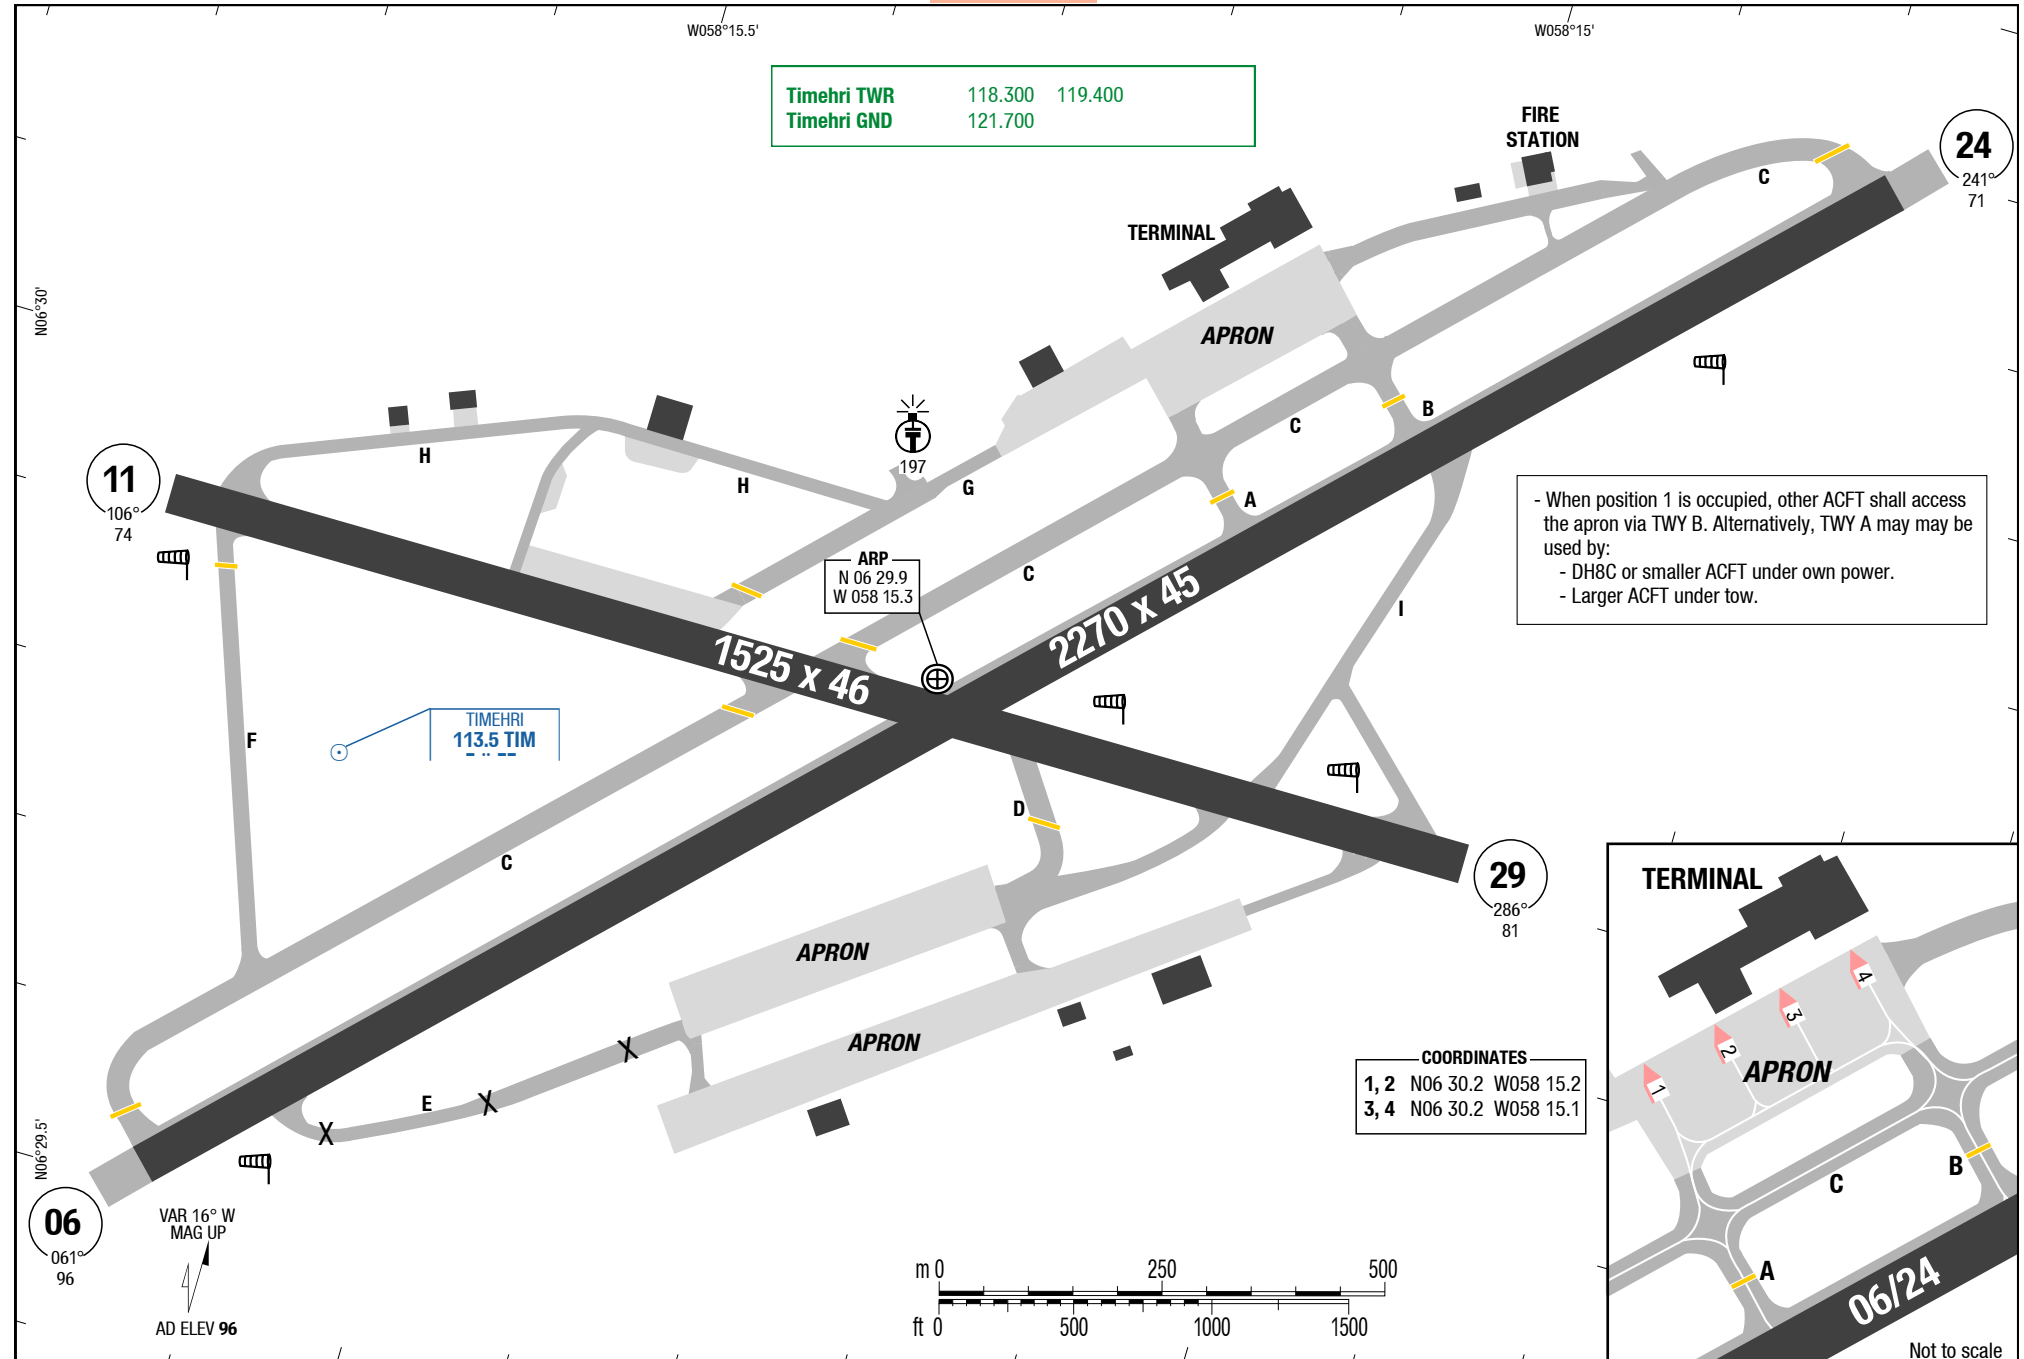 W058°15.5'
W058°15'
Timehri TWR 118.300 119.400
Timehri GND 121.700
FIRE
STATION
24
241°
71
C
TERMINAL
N06°30'
APRON
B
C
H
11
106°
74
197
H
G
A
- When position 1 is occupied, other ACFT shall access
the apron via TWY B. Alternatively, TWY A may may be
used by:
- DH8C or smaller ACFT under own power.
- Larger ACFT under tow.
ARP
N 06 29.9
W 058 15.3
C
2270 x 45
I
1525 x 46
TIMEHRI
113.5 TIM
F
D
C
29
286°
81
APRON
APRON
E
X
X
X
N06°29.5'
06
061°
96
VAR 16° W
MAG UP
AD ELEV 96
COORDINATES
1, 2 N06 30.2 W058 15.2
3, 4 N06 30.2 W058 15.1
m 0 250 500
ft 0 500 1000 1500
TERMINAL
4
3
2
1
APRON
B
C
A
06/24
Not to scale